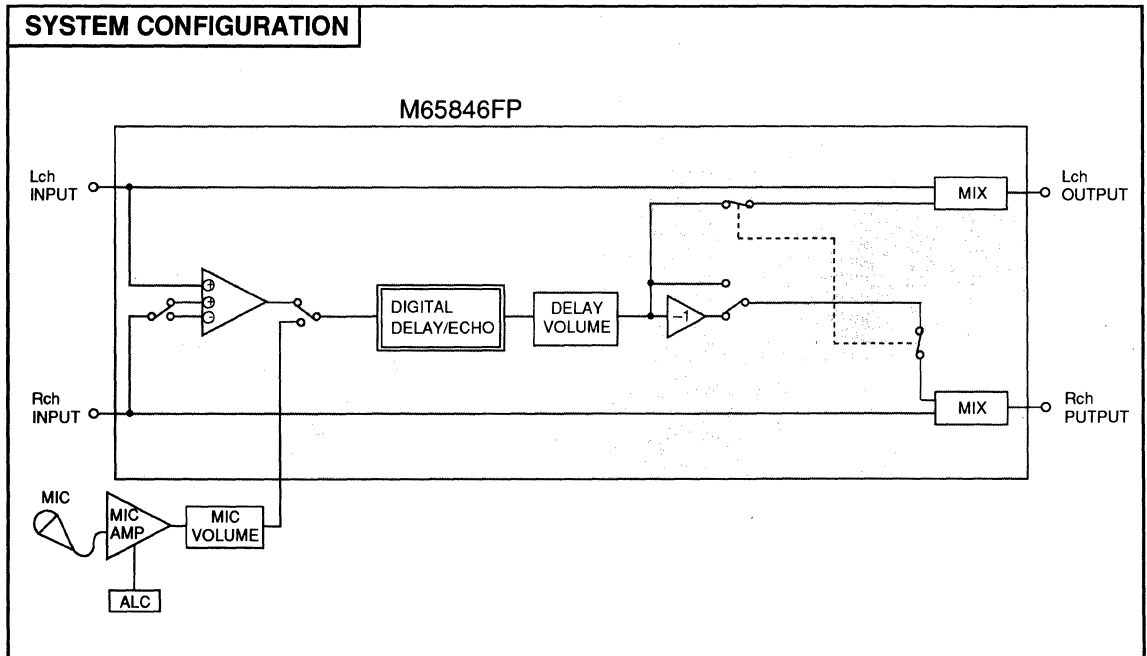 SYSTEM CONFIGURATION
M65846FP
Lch
INPUT
MIX
Lch
OUTPUT
+
+
−
DIGITAL
DELAY/ECHO
DELAY
VOLUME
−1
Rch
INPUT
MIX
Rch
PUTPUT
MIC
MIC
AMP
MIC
VOLUME
ALC